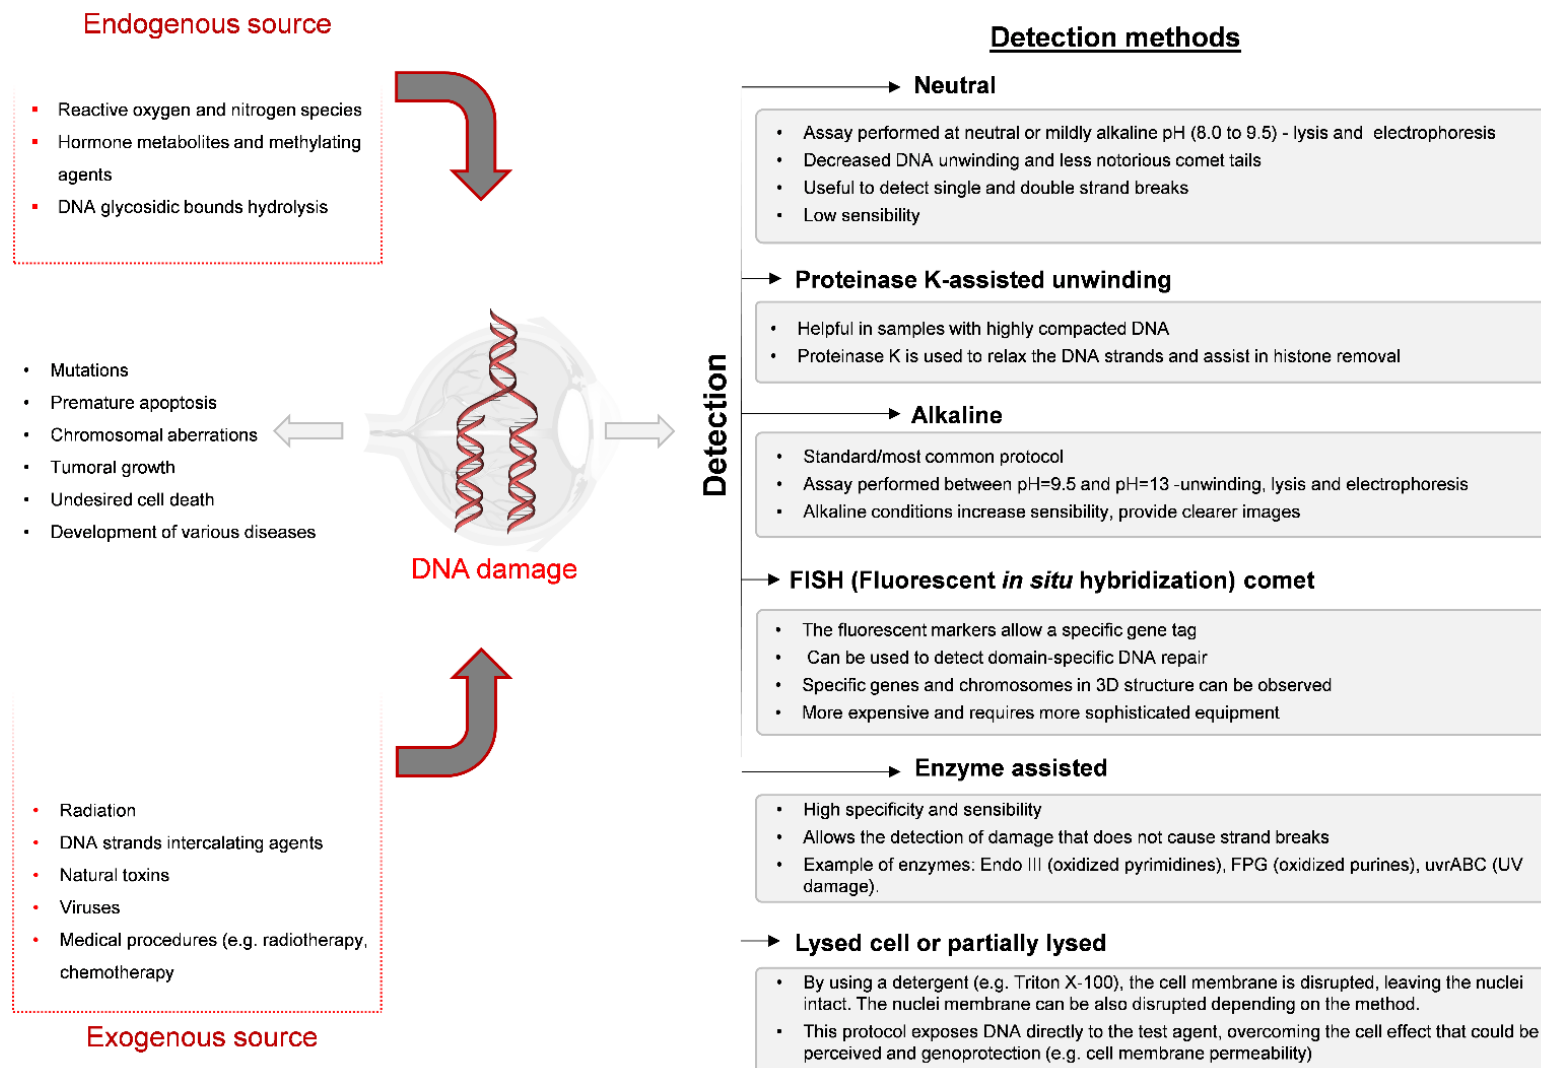 Endogenous source
Reactive oxygen and nitrogen species
Hormone metabolites and methylating
agents
DNA glycosidic bounds hydrolysis
Mutations
Premature apoptosis
Chromosomal aberrations
Tumoral growth
Undesired cell death
Development of various diseases
DNA damage
Radiation
DNA strands intercalating agents
Natural toxins
Viruses
Medical procedures (e.g. radiotherapy,
chemotherapy
Exogenous source
Detection
Detection methods
Neutral
Assay performed at neutral or mildly alkaline pH (8.0 to 9.5) - lysis and electrophoresis
Decreased DNA unwinding and less notorious comet tails
Useful to detect single and double strand breaks
Low sensibility
Proteinase K-assisted unwinding
Helpful in samples with highly compacted DNA
Proteinase K is used to relax the DNA strands and assist in histone removal
Alkaline
Standard/most common protocol
Assay performed between pH=9.5 and pH=13 -unwinding, lysis and electrophoresis
Alkaline conditions increase sensibility, provide clearer images
FISH (Fluorescent in situ hybridization) comet
The fluorescent markers allow a specific gene tag
Can be used to detect domain-specific DNA repair
Specific genes and chromosomes in 3D structure can be observed
More expensive and requires more sophisticated equipment
Enzyme assisted
High specificity and sensibility
Allows the detection of damage that does not cause strand breaks
Example of enzymes: Endo III (oxidized pyrimidines), FPG (oxidized purines), uvrABC (UV
damage).
Lysed cell or partially lysed
By using a detergent (e.g. Triton X-100), the cell membrane is disrupted, leaving the nuclei
intact. The nuclei membrane can be also disrupted depending on the method.
This protocol exposes DNA directly to the test agent, overcoming the cell effect that could be
perceived and genoprotection (e.g. cell membrane permeability)